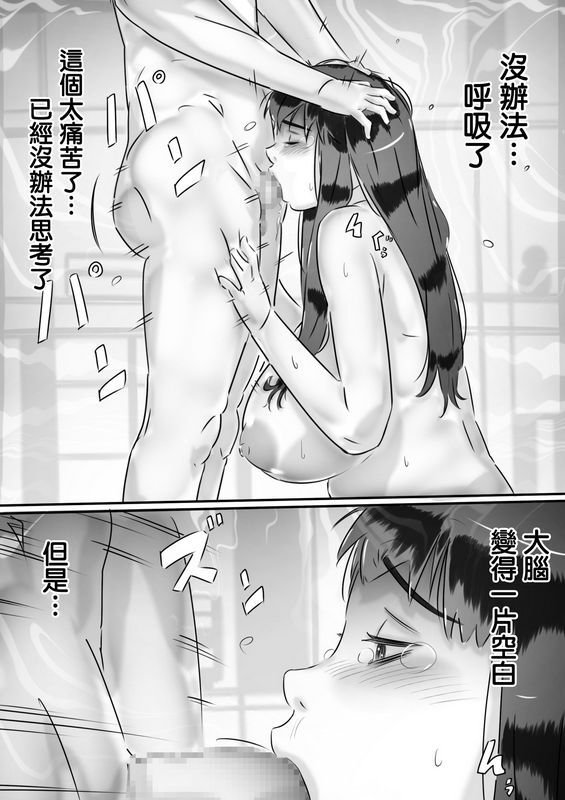 沒辦法…
呼吸了
這個太痛苦了…
已經沒辦法思考了
大腦
變得一片空白
但是…